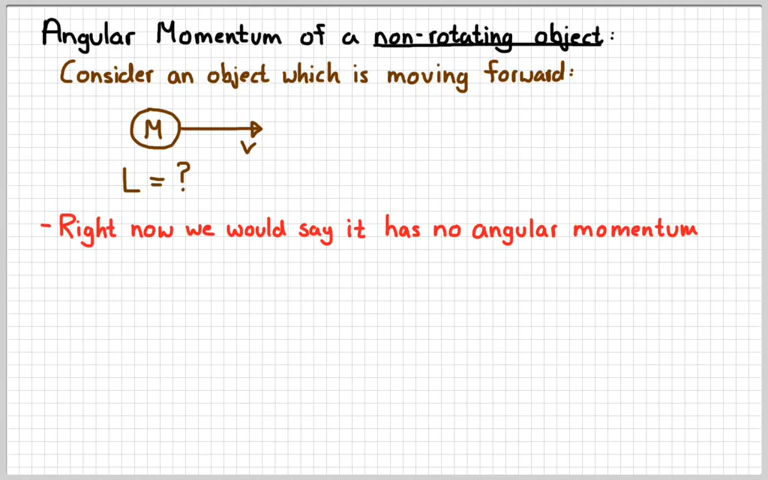 Angular Momentum of a non-rotating object:
Consider an object which is moving forward:
M
v
L = ?
- Right now we would say it has no angular momentum